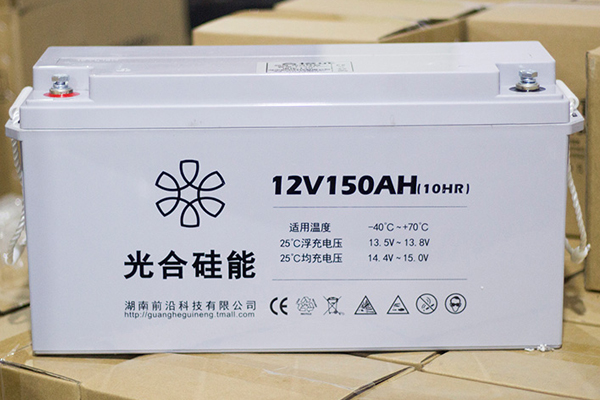 12V150AH(10HR)
适用温度 -40℃~+70℃
25℃浮充电压 13.5V~13.8V
25℃均充电压 14.4V~15.0V
光合硅能
湖南前沿科技有限公司
http://guangheguineng.tmall.com
CE